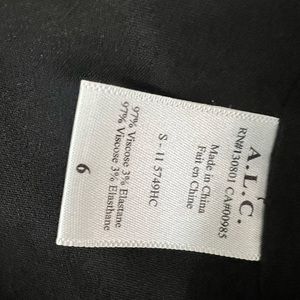 A.L.C.
RN#130801 CA#00985
Made in China
Fait en Chine
S - 11 5749HC
97% Viscose 3% Elastane
97% Viscose 3% Elasthane
6